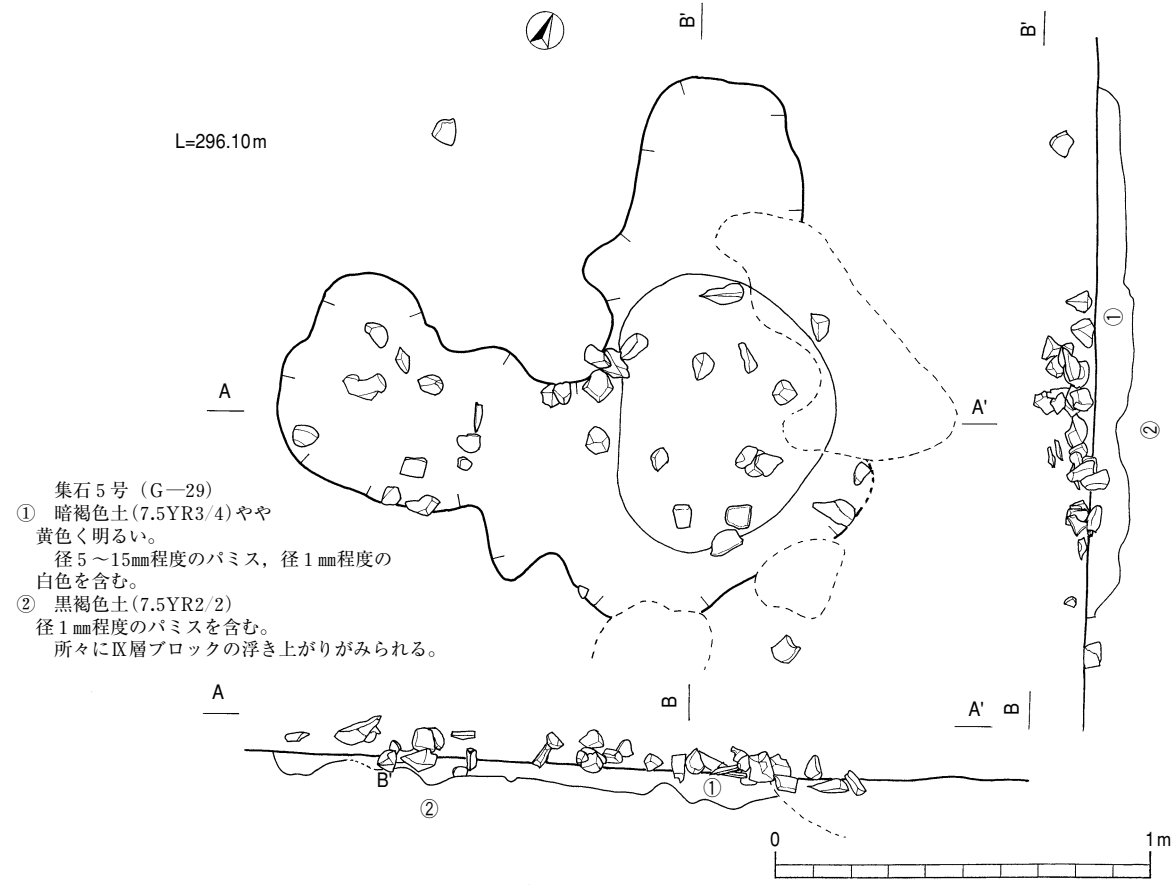 B'
B'
L=296.10m
①
A
A'
②
集石5号（G—29）
① 暗褐色土(7.5YR3/4)やや
黄色く明るい。
径5～15㎜程度のパミス，径1㎜程度の
白色を含む。
② 黒褐色土(7.5YR2/2)
径1㎜程度のパミスを含む。
所々にⅨ層ブロックの浮き上がりがみられる。
A
B
A'
B
B'
①
②
0
1m